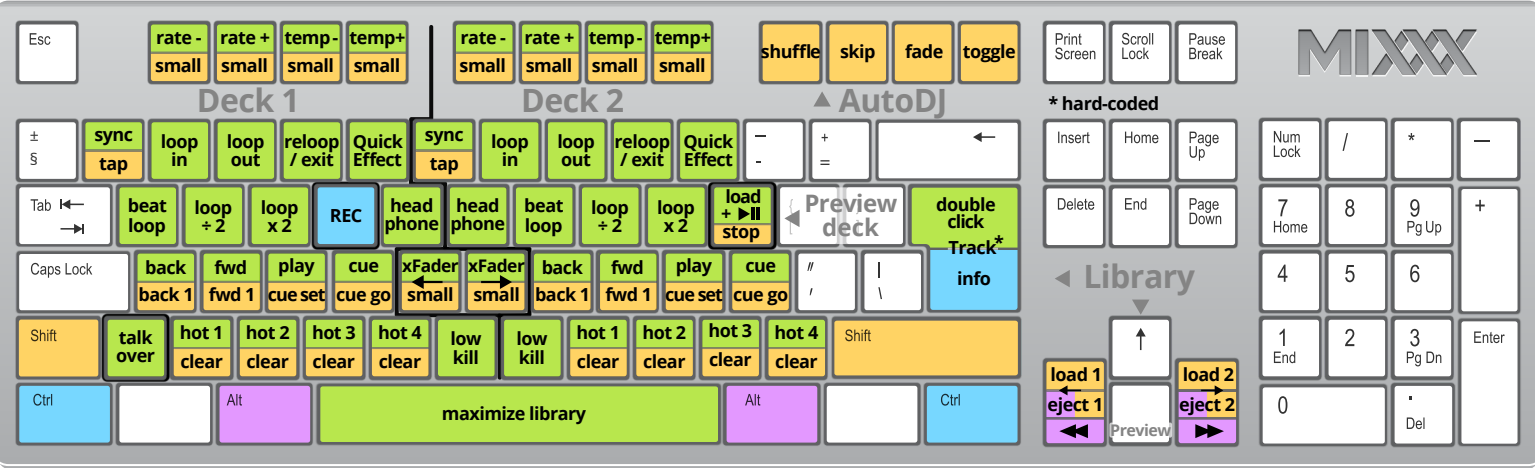 Esc
rate -
small
rate +
small
temp-
small
temp+
small
rate -
small
rate +
small
temp-
small
temp+
small
shuffle
skip
fade
toggle
Print
Screen
Scroll
Lock
Pause
Break
MIXXX
Deck 1
Deck 2
▲ AutoDJ
* hard-coded
±
§
sync
tap
loop
in
loop
out
reloop
/ exit
Quick
Effect
sync
tap
loop
in
loop
out
reloop
/ exit
Quick
Effect
—
-
+
=
←
Insert
Home
Page
Up
Num
Lock
/
*
—
Tab
beat
loop
loop
÷ 2
loop
x 2
REC
head
phone
head
phone
beat
loop
loop
÷ 2
loop
x 2
load
+ ▶II
stop
◀ Preview
deck
double
click
Track*
info
Delete
End
Page
Down
7
Home
8
9
Pg Up
+
Caps Lock
back
back 1
fwd
fwd 1
play
cue set
cue
cue go
xFader
←
small
xFader
→
small
back
back 1
fwd
fwd 1
play
cue set
cue
cue go
"
'
|
\
◀ Library
▼
4
5
6
Shift
talk
over
hot 1
clear
hot 2
clear
hot 3
clear
hot 4
clear
low
kill
low
kill
hot 1
clear
hot 2
clear
hot 3
clear
hot 4
clear
Shift
↑
1
End
2
3
Pg Dn
Enter
Ctrl
Alt
maximize library
Alt
Ctrl
load 1
←
eject 1
◀◀
Preview
load 2
→
eject 2
▶▶
0
.
Del